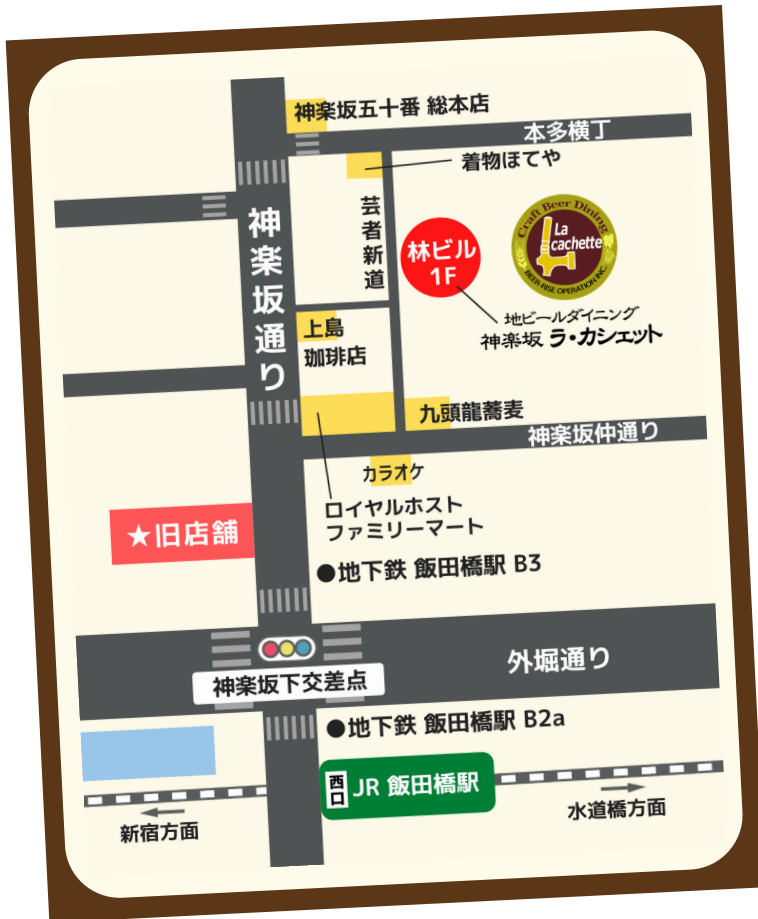 神楽坂五十番 総本店
本多横丁
着物ほてや
神楽坂通り
芸者新道
林ビル
1F
Craft Beer Dining
La
cachette
BEER-RISE OPERATION INC.
地ビールダイニング
神楽坂 ラ・カシェット
上島
珈琲店
九頭龍蕎麦
神楽坂仲通り
カラオケ
ロイヤルホスト
ファミリーマート
★旧店舗
●地下鉄 飯田橋駅 B3
外堀通り
神楽坂下交差点
●地下鉄 飯田橋駅 B2a
西口
JR 飯田橋駅
新宿方面
水道橋方面